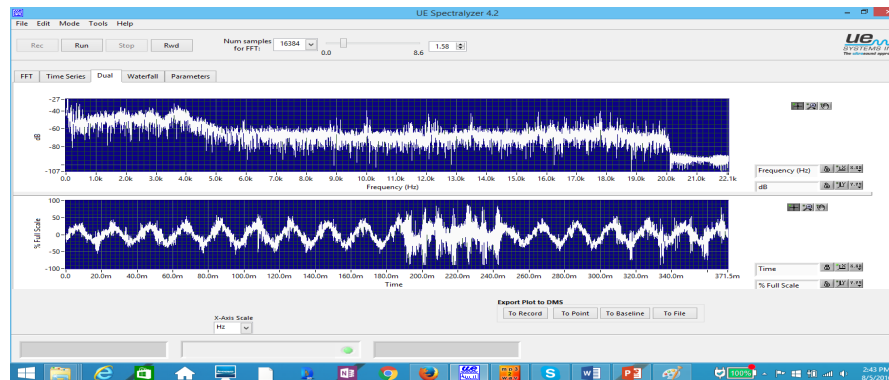 UE Spectralyzer 4.2
File Edit Mode Tools Help
Rec Run Stop Rwd
Num samples for FFT: 16384
0.0 8.6 1.58
ue
SYSTEMS
FFT Time Series Dual Waterfall Parameters
-27
-40
-60
-80
-107
dB
0.0 1.0k 2.0k 3.0k 4.0k 5.0k 6.0k 7.0k 8.0k 9.0k 10.0k 11.0k 12.0k 13.0k 14.0k 15.0k 16.0k 17.0k 18.0k 19.0k 20.0k 21.0k 22.1k
Frequency (Hz)
Frequency (Hz)
dB
100
50
0
-50
-100
% Full Scale
0.0 20.0m 40.0m 60.0m 80.0m 100.0m 120.0m 140.0m 160.0m 180.0m 200.0m 220.0m 240.0m 260.0m 280.0m 300.0m 320.0m 340.0m 371.5m
Time
Time
% Full Scale
Export Plot to DMS
To Record To Point To Baseline To File
X-Axis Scale
Hz
100%
2:43 PM